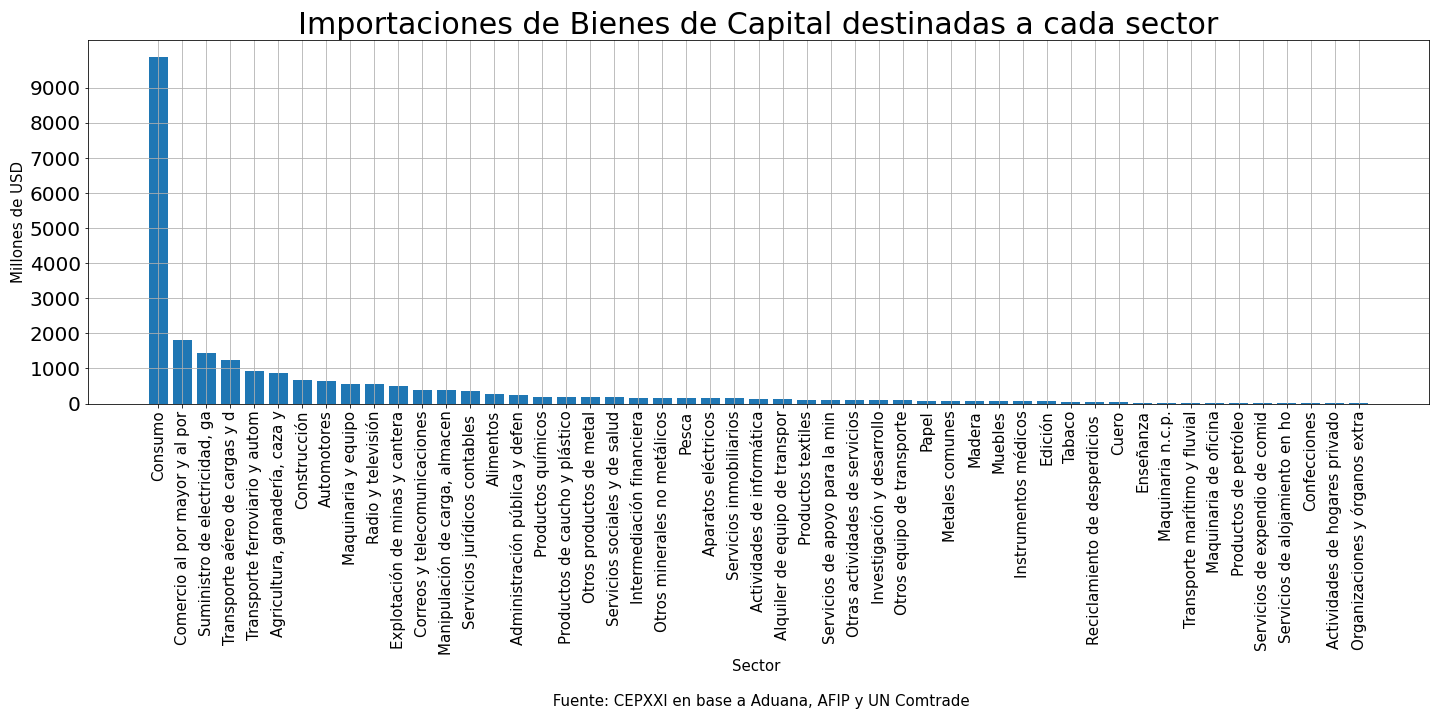 Importaciones de Bienes de Capital destinadas a cada sector
Millones de USD
9000
8000
7000
6000
5000
4000
3000
2000
1000
0
Consumo
Comercio al por mayor y al por
Suministro de electricidad, ga
Transporte aéreo de cargas y d
Transporte ferroviario y autom
Agricultura, ganadería, caza y
Construcción
Automotores
Maquinaria y equipo
Radio y televisión
Explotación de minas y cantera
Correos y telecomunicaciones
Manipulación de carga, almacen
Servicios jurídicos contables
Alimentos
Administración pública y defen
Productos químicos
Productos de caucho y plástico
Otros productos de metal
Servicios sociales y de salud
Intermediación financiera
Otros minerales no metálicos
Pesca
Aparatos eléctricos
Servicios inmobiliarios
Actividades de informática
Alquiler de equipo de transpor
Productos textiles
Servicios de apoyo para la min
Otras actividades de servicios
Investigación y desarrollo
Otros equipo de transporte
Papel
Metales comunes
Madera
Muebles
Instrumentos médicos
Edición
Tabaco
Reciclamiento de desperdicios
Cuero
Enseñanza
Maquinaria n.c.p.
Transporte marítimo y fluvial
Maquinaria de oficina
Productos de petróleo
Servicios de expendio de comid
Servicios de alojamiento en ho
Confecciones
Actividades de hogares privado
Organizaciones y órganos extra
Sector
Fuente: CEPXXI en base a Aduana, AFIP y UN Comtrade